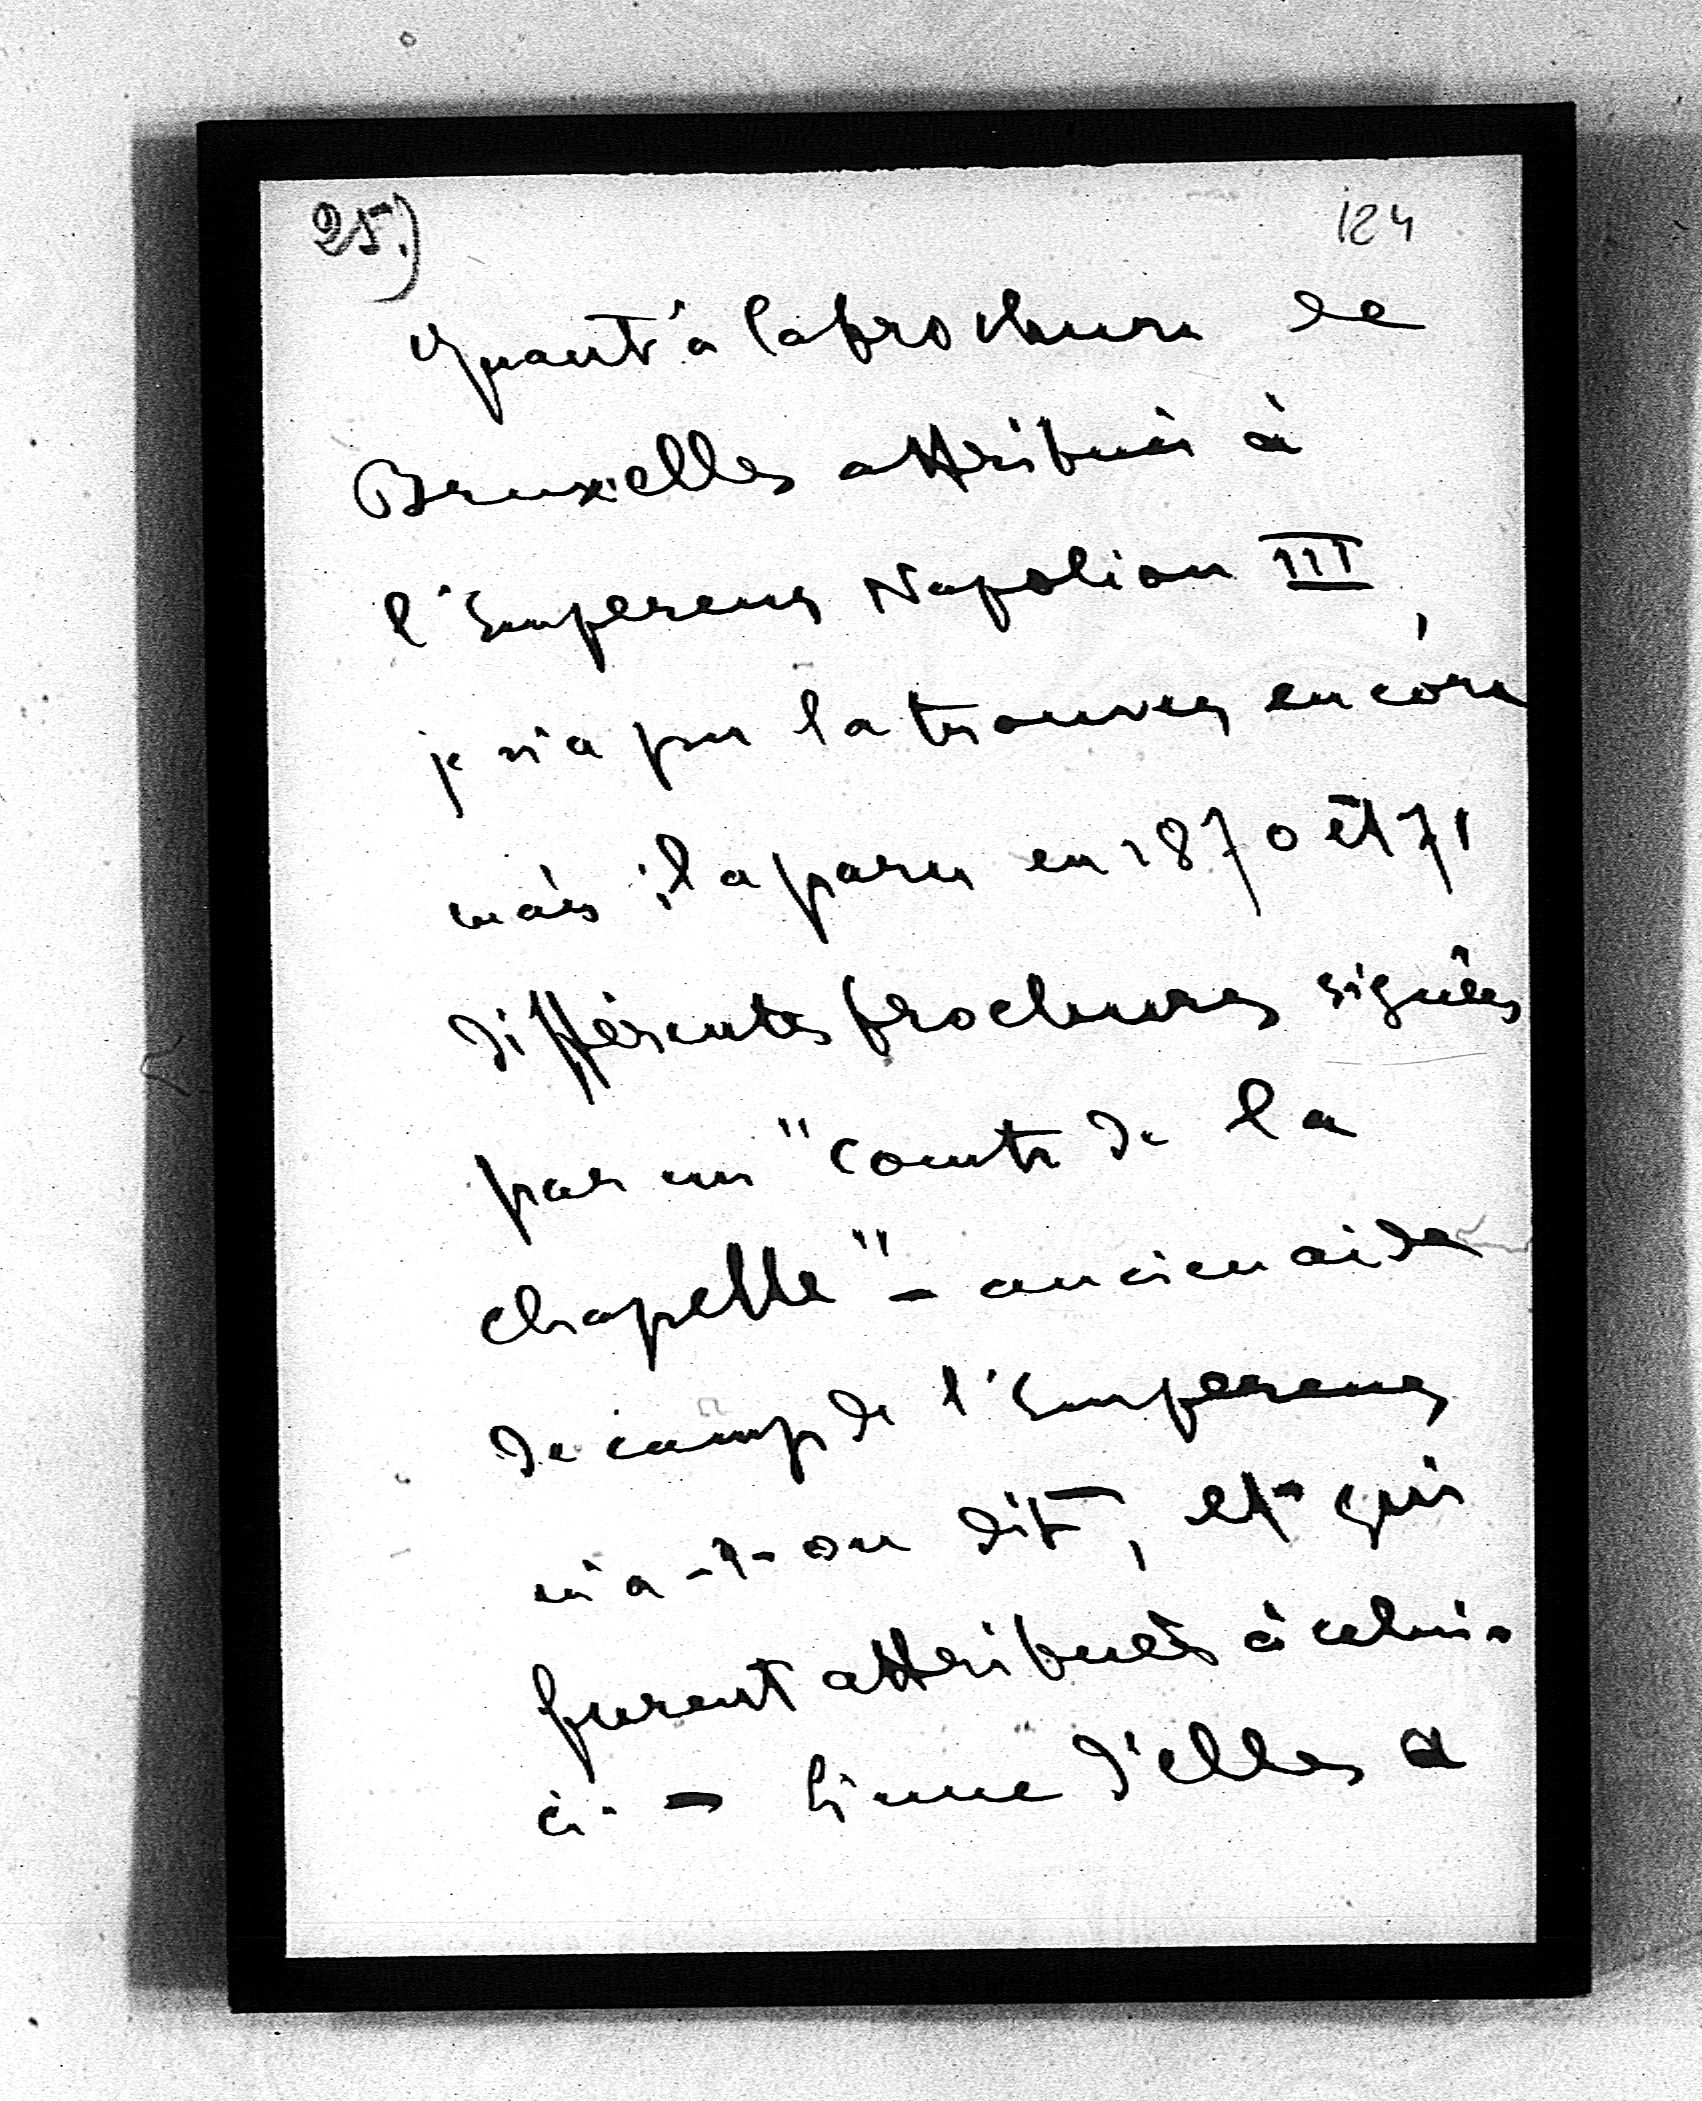 25.) 124
Quant à la brochure de
Bruxelles attribuée à
l'Empereur Napoléon III,
je n'ai pu la trouver encore
mais il a paru en 1870 et 71
différentes brochures signées
par un "Comte de la
Chapelle" - ancien aide
de camp de l'Empereur
m'a-t-on dit, et qui
furent attribués à celui-
ci - L'une d'elles a